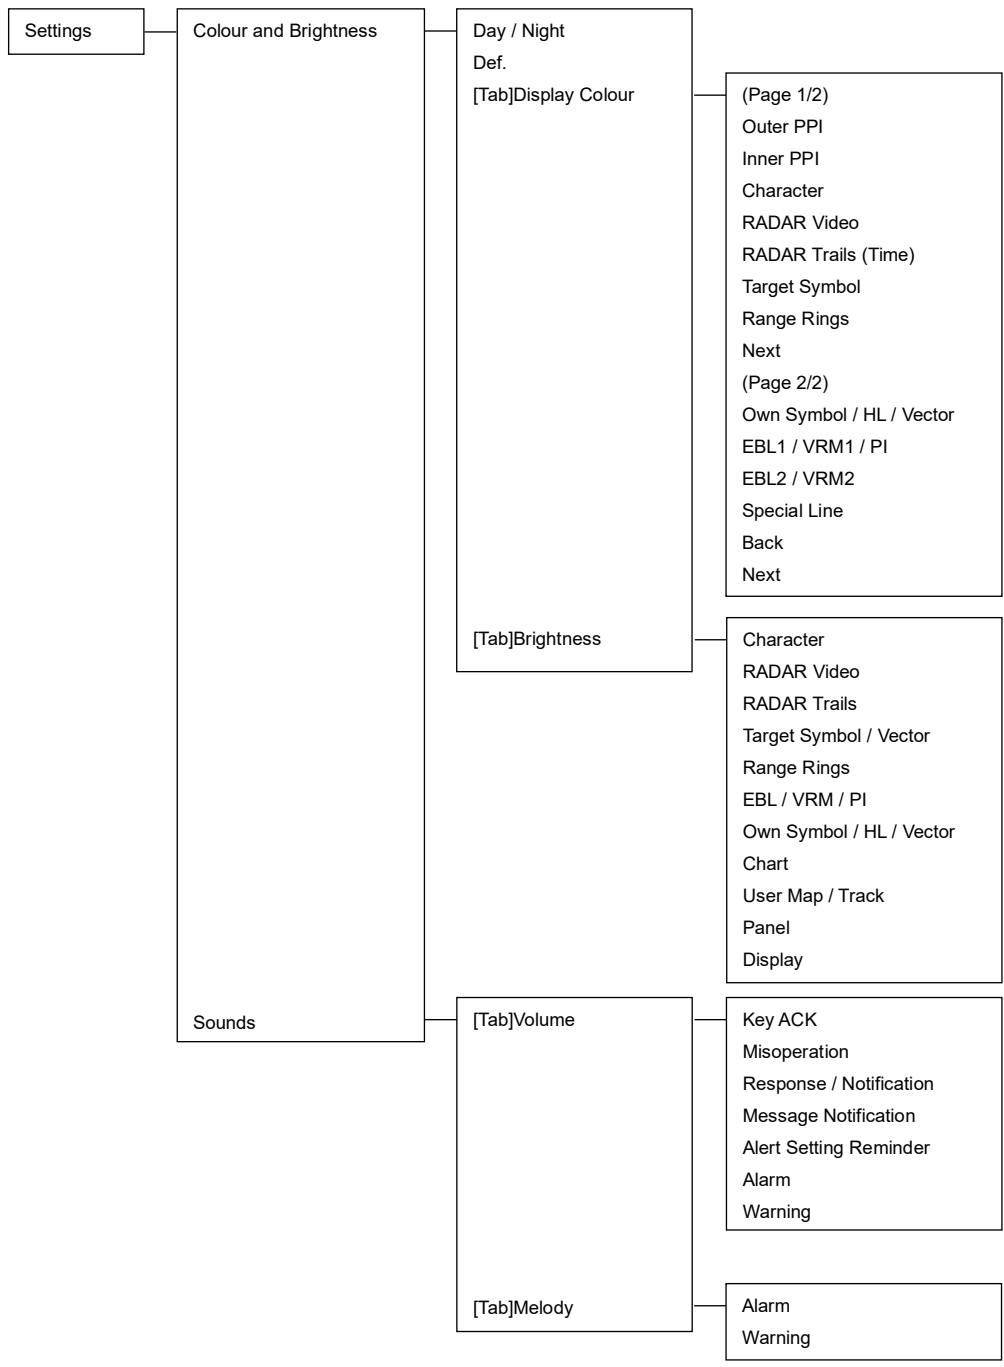 Settings
Colour and Brightness
Day / Night
Def.
[Tab]Display Colour
(Page 1/2)
Outer PPI
Inner PPI
Character
RADAR Video
RADAR Trails (Time)
Target Symbol
Range Rings
Next
(Page 2/2)
Own Symbol / HL / Vector
EBL1 / VRM1 / PI
EBL2 / VRM2
Special Line
Back
Next
[Tab]Brightness
Character
RADAR Video
RADAR Trails
Target Symbol / Vector
Range Rings
EBL / VRM / PI
Own Symbol / HL / Vector
Chart
User Map / Track
Panel
Display
Sounds
[Tab]Volume
Key ACK
Misoperation
Response / Notification
Message Notification
Alert Setting Reminder
Alarm
Warning
[Tab]Melody
Alarm
Warning